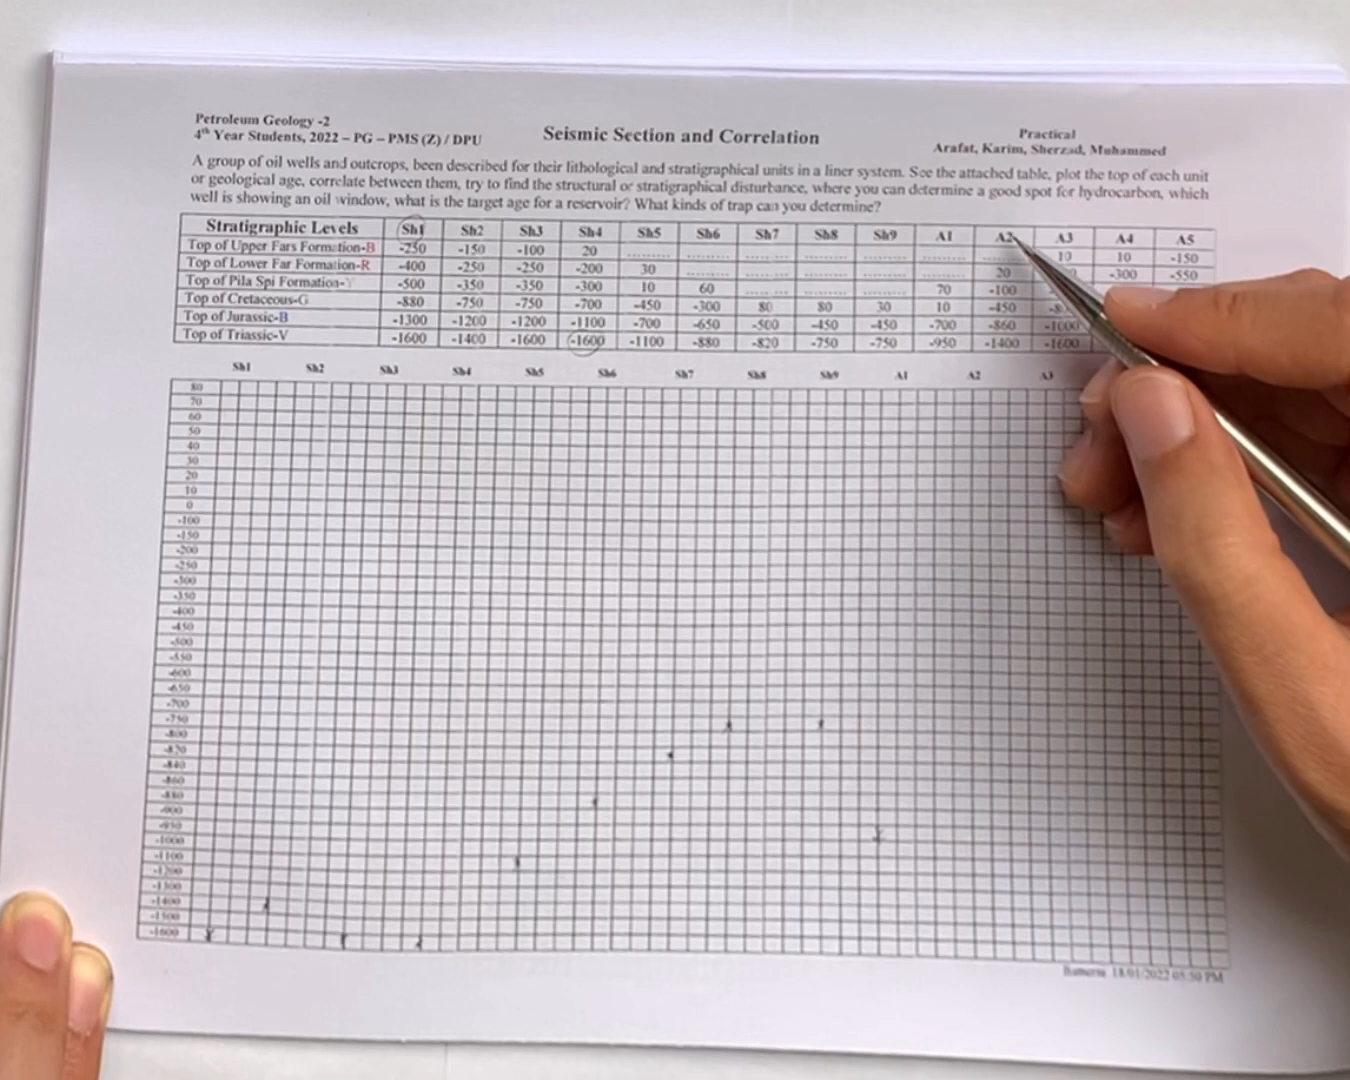 Petroleum Geology -2
4th Year Students, 2022 – PG – PMS (Z) / DPU
Seismic Section and Correlation
Practical
Arafat, Karim, Sherzad, Muhammed
A group of oil wells and outcrops, been described for their lithological and stratigraphical units in a liner system. See the attached table, plot the top of each unit
or geological age, correlate between them, try to find the structural or stratigraphical disturbance, where you can determine a good spot for hydrocarbon, which
well is showing an oil window, what is the target age for a reservoir? What kinds of trap can you determine?
Stratigraphic Levels Sh1 Sh2 Sh3 Sh4 Sh5 Sh6 Sh7 Sh8 Sh9 A1 A2 A3 A4 A5
Top of Upper Fars Formation-B -250 -150 -100 20 ......... ......... ......... ......... ......... ......... ......... 10 10 -150
Top of Lower Far Formation-R -400 -250 -250 -200 30 ......... ......... ......... ......... ......... 20 -300 -550
Top of Pila Spi Formation-Y -500 -350 -350 -300 10 60 ......... ......... ......... 70 -100
Top of Cretaceous-G -880 -750 -750 -700 -450 -300 80 80 30 10 -450
Top of Jurassic-B -1300 -1200 -1200 -1100 -700 -650 -500 -450 -450 -700 -860 -1000
Top of Triassic-V -1600 -1400 -1600 -1600 -1100 -880 -820 -750 -750 -950 -1400 -1600
Sh1 Sh2 Sh3 Sh4 Sh5 Sh6 Sh7 Sh8 Sh9 A1 A2 A3
80
70
60
50
40
30
20
10
0
-100
-150
-200
-250
-300
-350
-400
-450
-500
-550
-600
-650
-700
-750
-800
-820
-840
-860
-880
-900
-950
-1000
-1100
-1200
-1300
-1400
-1500
-1600
18/01/2022 05:50 PM